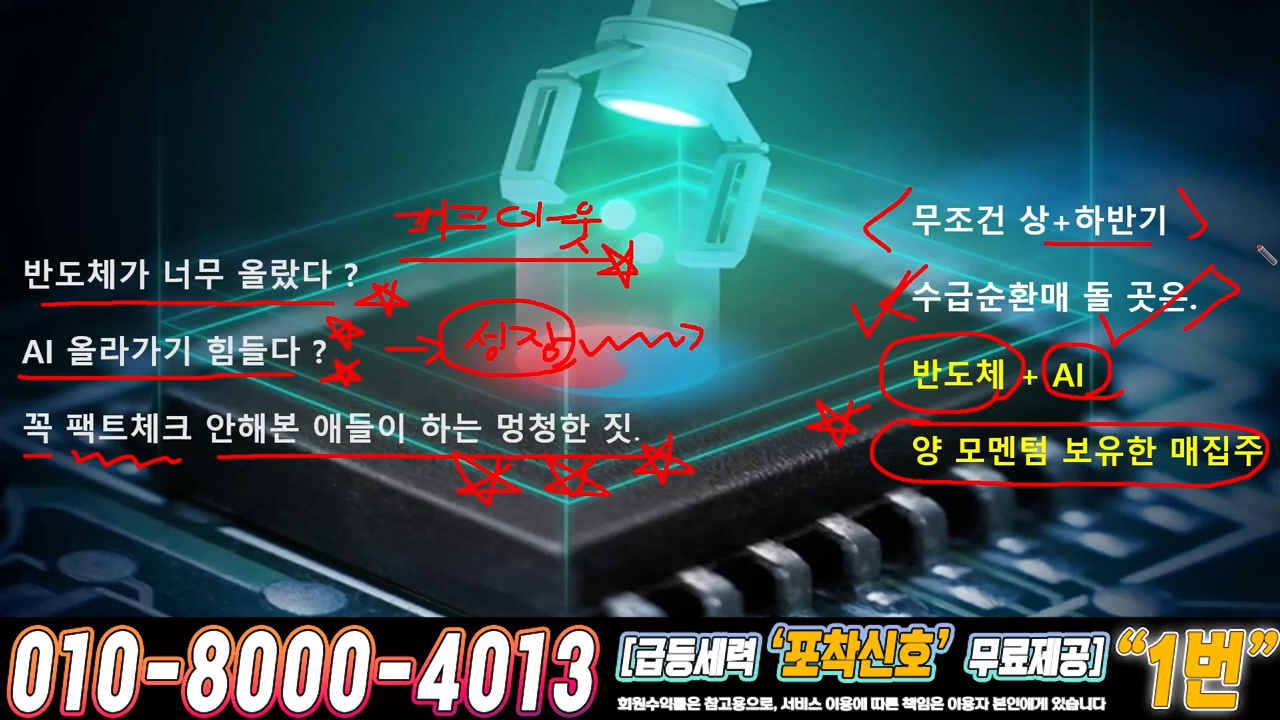 피크아웃
반도체가 너무 올랐다 ?
AI 올라가기 힘들다 ?
성장
꼭 팩트체크 안해본 애들이 하는 멍청한 짓.
무조건 상+하반기
수급순환매 돌 곳은.
반도체 + AI
양 모멘텀 보유한 매집주
010-8000-4013
[급등세력 ‘포착신호’ 무료제공] “1번”
회원수익률은 참고용으로, 서비스 이용에 따른 책임은 이용자 본인에게 있습니다